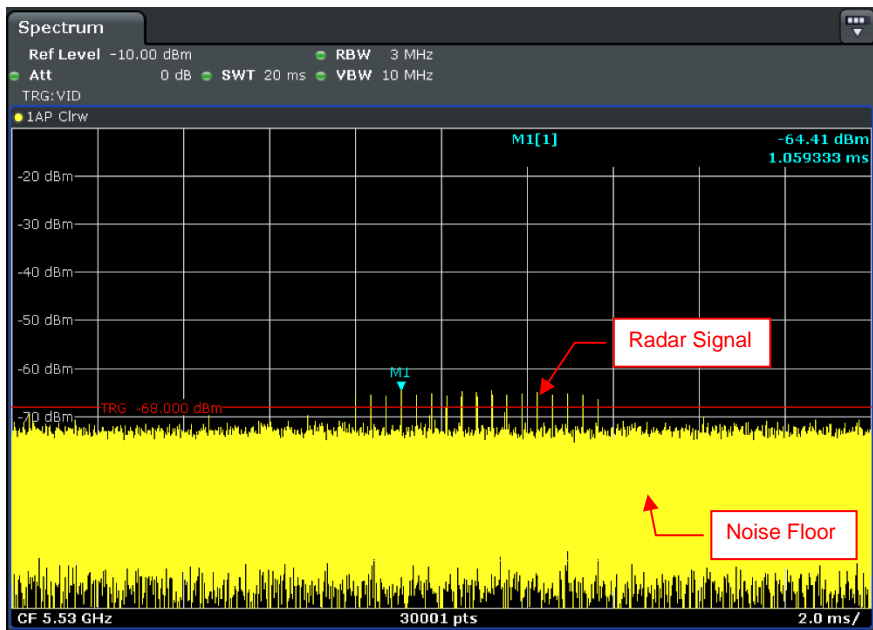 Spectrum
Ref Level -10.00 dBm RBW 3 MHz
Att 0 dB SWT 20 ms VBW 10 MHz
TRG:VID
1AP Clrw
M1[1] -64.41 dBm
1.059333 ms
-20 dBm
-30 dBm
-40 dBm
-50 dBm
Radar Signal
-60 dBm
M1
TRG -68.000 dBm
-70 dBm
Noise Floor
CF 5.53 GHz 30001 pts 2.0 ms/